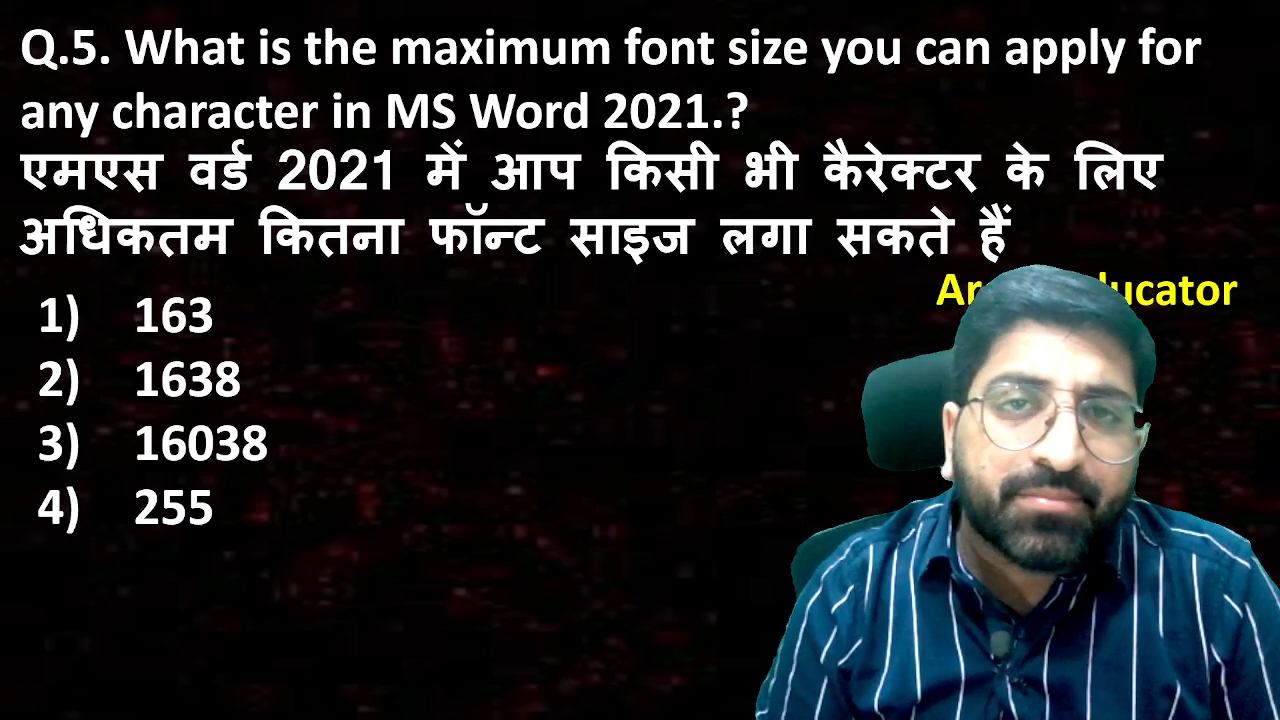 Q.5. What is the maximum font size you can apply for
any character in MS Word 2021.?
एमएस वर्ड 2021 में आप किसी भी कैरेक्टर के लिए
अधिकतम कितना फॉन्ट साइज लगा सकते हैं
1) 163
2) 1638
3) 16038
4) 255